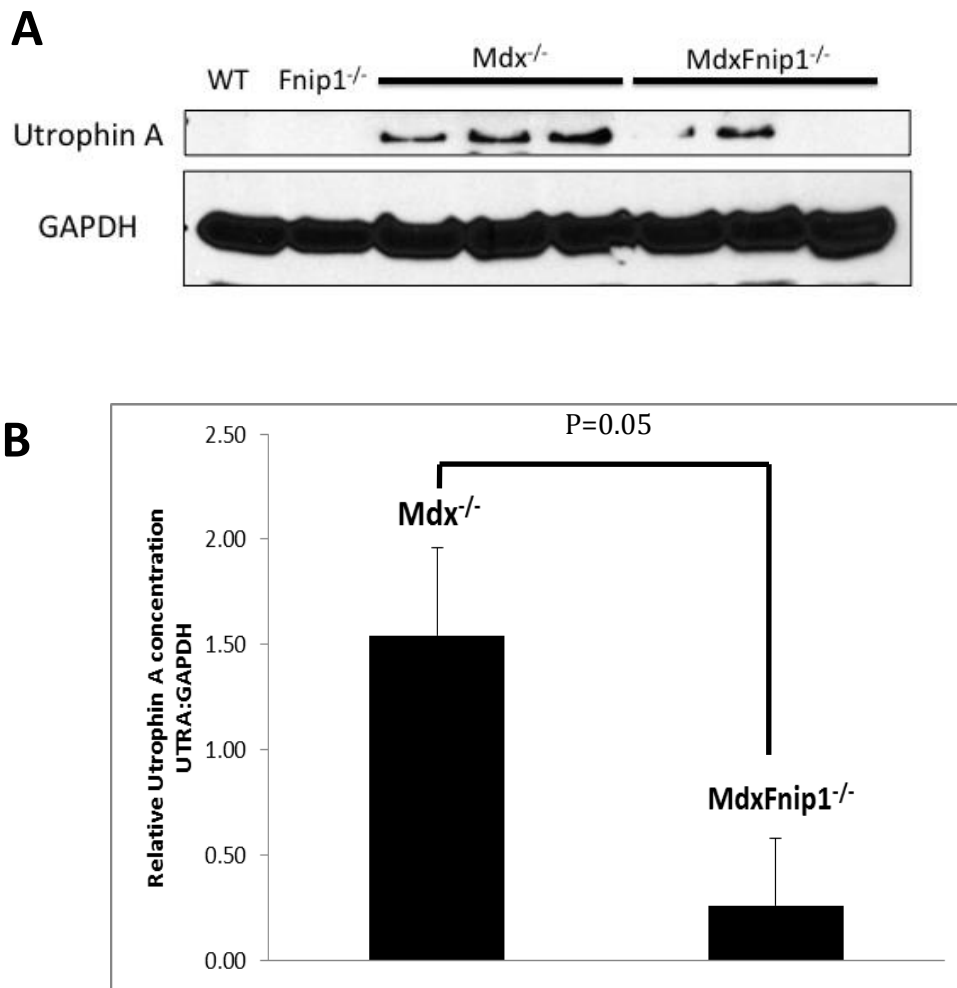 A
Mdx-/-
MdxFnip1-/-
WT
Fnip1-/-
Utrophin A
GAPDH
B
P=0.05
2.50
2.00
1.50
1.00
0.50
0.00
Relative Utrophin A concentration
UTRA:GAPDH
Mdx-/-
MdxFnip1-/-